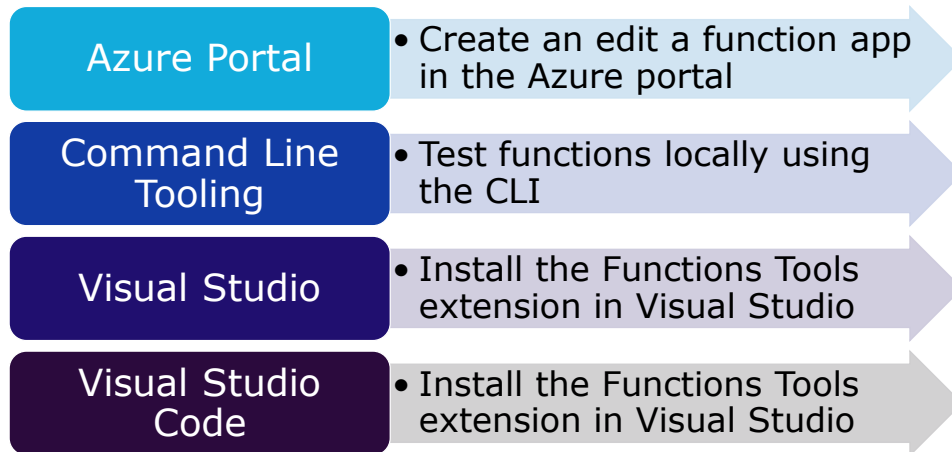 Azure Portal
• Create an edit a function app
in the Azure portal
Command Line
Tooling
• Test functions locally using
the CLI
Visual Studio
• Install the Functions Tools
extension in Visual Studio
Visual Studio
Code
• Install the Functions Tools
extension in Visual Studio